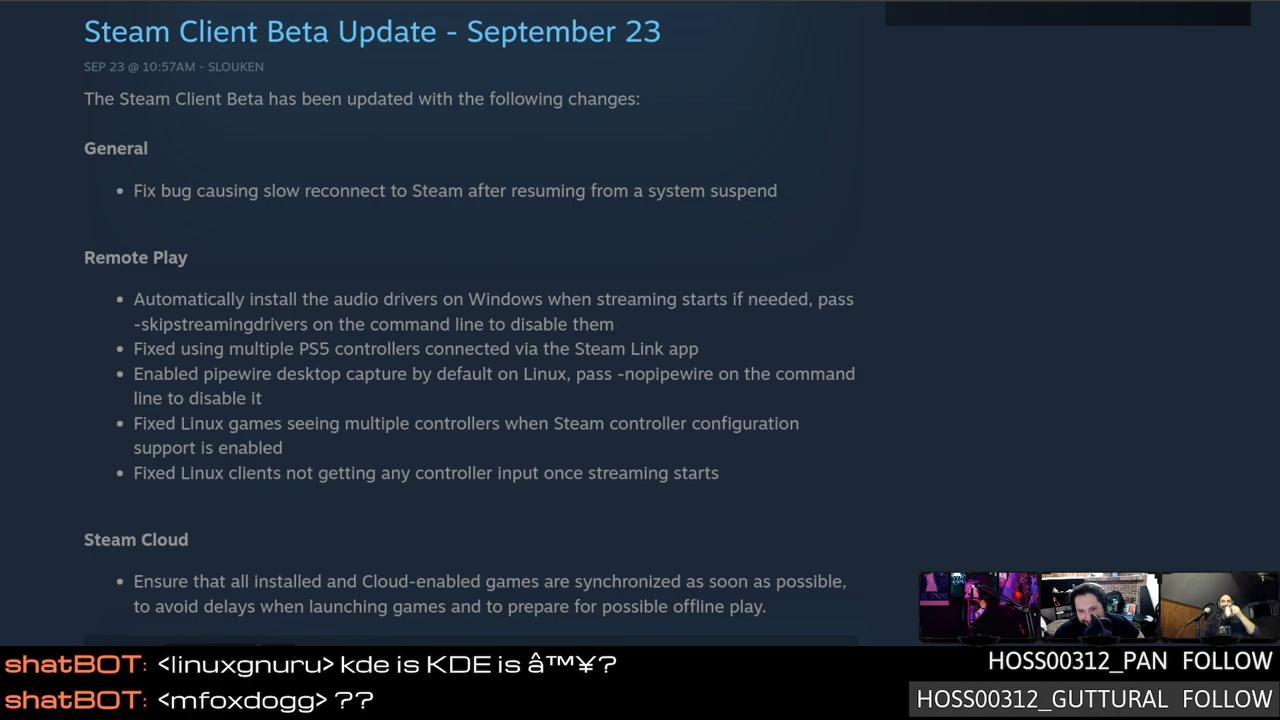 Steam Client Beta Update - September 23
SEP 23 @ 10:57AM - SLOUKEN
The Steam Client Beta has been updated with the following changes:
General
• Fix bug causing slow reconnect to Steam after resuming from a system suspend
Remote Play
• Automatically install the audio drivers on Windows when streaming starts if needed, pass
-skipstreamingdrivers on the command line to disable them
• Fixed using multiple PS5 controllers connected via the Steam Link app
• Enabled pipewire desktop capture by default on Linux, pass -nopipewire on the command
line to disable it
• Fixed Linux games seeing multiple controllers when Steam controller configuration
support is enabled
• Fixed Linux clients not getting any controller input once streaming starts
Steam Cloud
• Ensure that all installed and Cloud-enabled games are synchronized as soon as possible,
to avoid delays when launching games and to prepare for possible offline play.
shatBOT: <linuxgnuru> kde is KDE is â™¥?
shatBOT: <mfoxdogg> ??
HOSS00312_PAN FOLLOW
HOSS00312_GUTTURAL FOLLOW